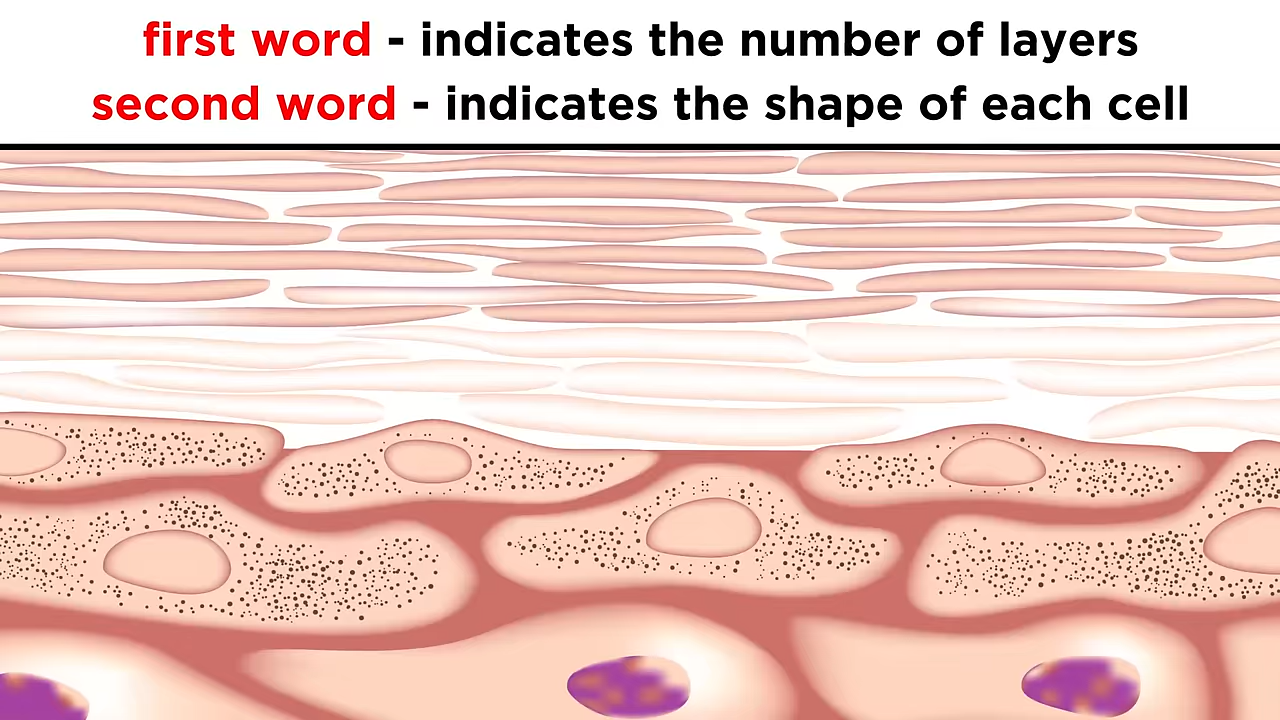 first word - indicates the number of layers
second word - indicates the shape of each cell